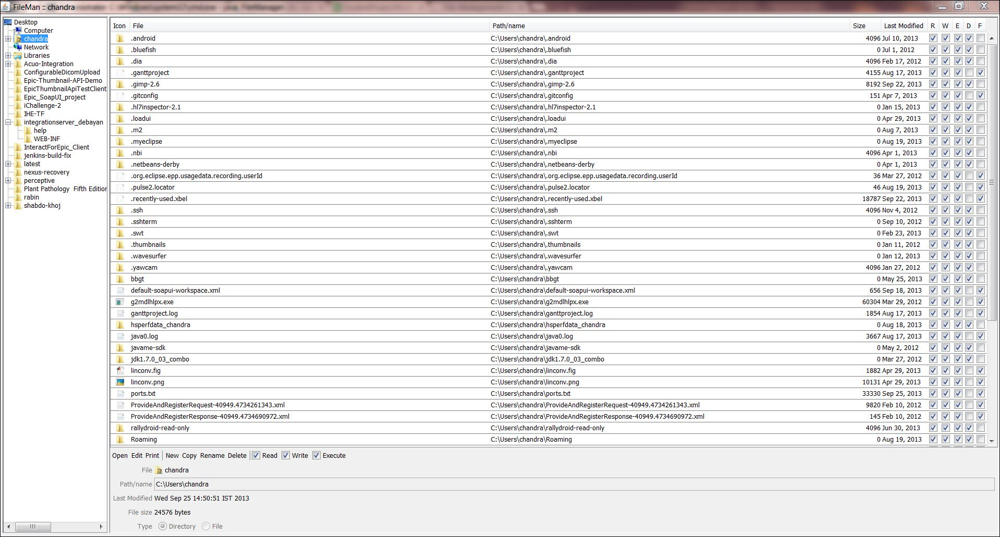 FileMan :: chandra
Desktop
Computer
chandra
Network
Libraries
Acuo-Integration
ConfigurableDicomUpload
Epic-Thumbnail-API-Demo
EpicThumbnailApiTestClient
Epic_SoapUI_project
iChallenge-2
IHE-TF
integrationserver_debayan
help
WEB-INF
InteractForEpic_Client
jenkins-build-fix
latest
nexus-recovery
perceptive
Plant Pathology Fifth Edition
rabin
shabdo-khoj
Icon File Path/name Size Last Modified R W E D F
.android C:\Users\chandra\.android 4096 Jul 10, 2013
.bluefish C:\Users\chandra\.bluefish 0 Jul 1, 2012
.dia C:\Users\chandra\.dia 4096 Feb 17, 2012
.ganttproject C:\Users\chandra\.ganttproject 4155 Aug 17, 2013
.gimp-2.6 C:\Users\chandra\.gimp-2.6 8192 Sep 22, 2013
.gitconfig C:\Users\chandra\.gitconfig 151 Apr 7, 2013
.hl7inspector-2.1 C:\Users\chandra\.hl7inspector-2.1 0 Jan 15, 2013
.loadui C:\Users\chandra\.loadui 0 Apr 29, 2013
.m2 C:\Users\chandra\.m2 0 Aug 7, 2013
.myeclipse C:\Users\chandra\.myeclipse 0 Aug 19, 2013
.nbi C:\Users\chandra\.nbi 4096 Apr 1, 2013
.netbeans-derby C:\Users\chandra\.netbeans-derby 0 Apr 1, 2013
.org.eclipse.epp.usagedata.recording.userId C:\Users\chandra\.org.eclipse.epp.usagedata.recording.userId 36 Mar 27, 2012
.pulse2.locator C:\Users\chandra\.pulse2.locator 46 Aug 19, 2013
.recently-used.xbel C:\Users\chandra\.recently-used.xbel 18787 Sep 22, 2013
.ssh C:\Users\chandra\.ssh 4096 Nov 4, 2012
.sshterm C:\Users\chandra\.sshterm 0 Sep 10, 2012
.swt C:\Users\chandra\.swt 0 Feb 23, 2013
.thumbnails C:\Users\chandra\.thumbnails 0 Jan 11, 2012
.wavesurfer C:\Users\chandra\.wavesurfer 0 Jan 12, 2013
.yawcam C:\Users\chandra\.yawcam 4096 Jan 27, 2012
bbgt C:\Users\chandra\bbgt 0 May 25, 2013
default-soapui-workspace.xml C:\Users\chandra\default-soapui-workspace.xml 656 Sep 18, 2013
g2mdlhlpx.exe C:\Users\chandra\g2mdlhlpx.exe 60304 Mar 29, 2012
ganttproject.log C:\Users\chandra\ganttproject.log 1854 Aug 17, 2013
hsperfdata_chandra C:\Users\chandra\hsperfdata_chandra 0 Aug 18, 2013
java0.log C:\Users\chandra\java0.log 3667 Aug 17, 2013
javame-sdk C:\Users\chandra\javame-sdk 0 May 2, 2012
jdk1.7.0_03_combo C:\Users\chandra\jdk1.7.0_03_combo 0 Mar 27, 2012
linconv.fig C:\Users\chandra\linconv.fig 1882 Apr 29, 2013
linconv.png C:\Users\chandra\linconv.png 10131 Apr 29, 2013
ports.txt C:\Users\chandra\ports.txt 33330 Sep 25, 2013
ProvideAndRegisterRequest-40949.4734261343.xml C:\Users\chandra\ProvideAndRegisterRequest-40949.4734261343.xml 9820 Feb 10, 2012
ProvideAndRegisterResponse-40949.4734690972.xml C:\Users\chandra\ProvideAndRegisterResponse-40949.4734690972.xml 145 Feb 10, 2012
rallydroid-read-only C:\Users\chandra\rallydroid-read-only 4096 Jun 30, 2013
Roaming C:\Users\chandra\Roaming 0 Aug 19, 2013
Open Edit Print New Copy Rename Delete Read Write Execute
File chandra
Path/name C:\Users\chandra
Last Modified Wed Sep 25 14:50:51 IST 2013
File size 24576 bytes
Type Directory File